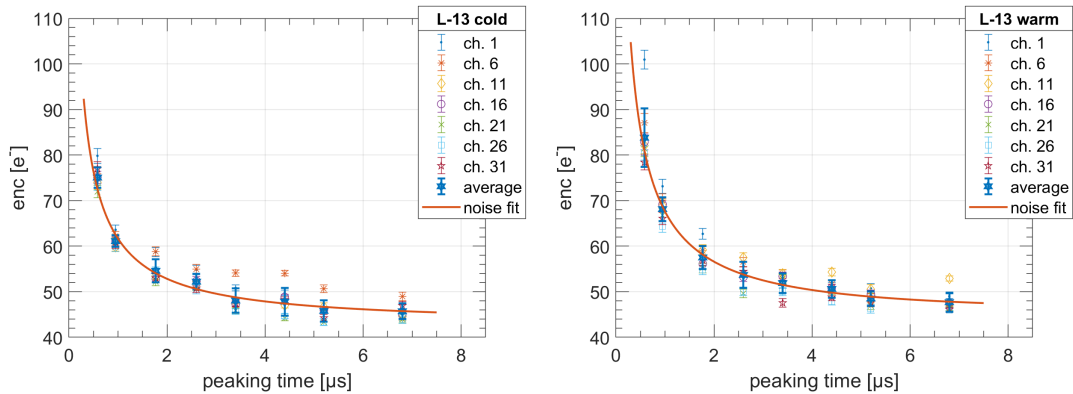 L-13 cold
ch. 1
ch. 6
ch. 11
ch. 16
ch. 21
ch. 26
ch. 31
average
noise fit
110
100
90
80
70
60
50
40
enc [e⁻]
0 2 4 6 8
peaking time [µs]
L-13 warm
ch. 1
ch. 6
ch. 11
ch. 16
ch. 21
ch. 26
ch. 31
average
noise fit
110
100
90
80
70
60
50
40
enc [e⁻]
0 2 4 6 8
peaking time [µs]